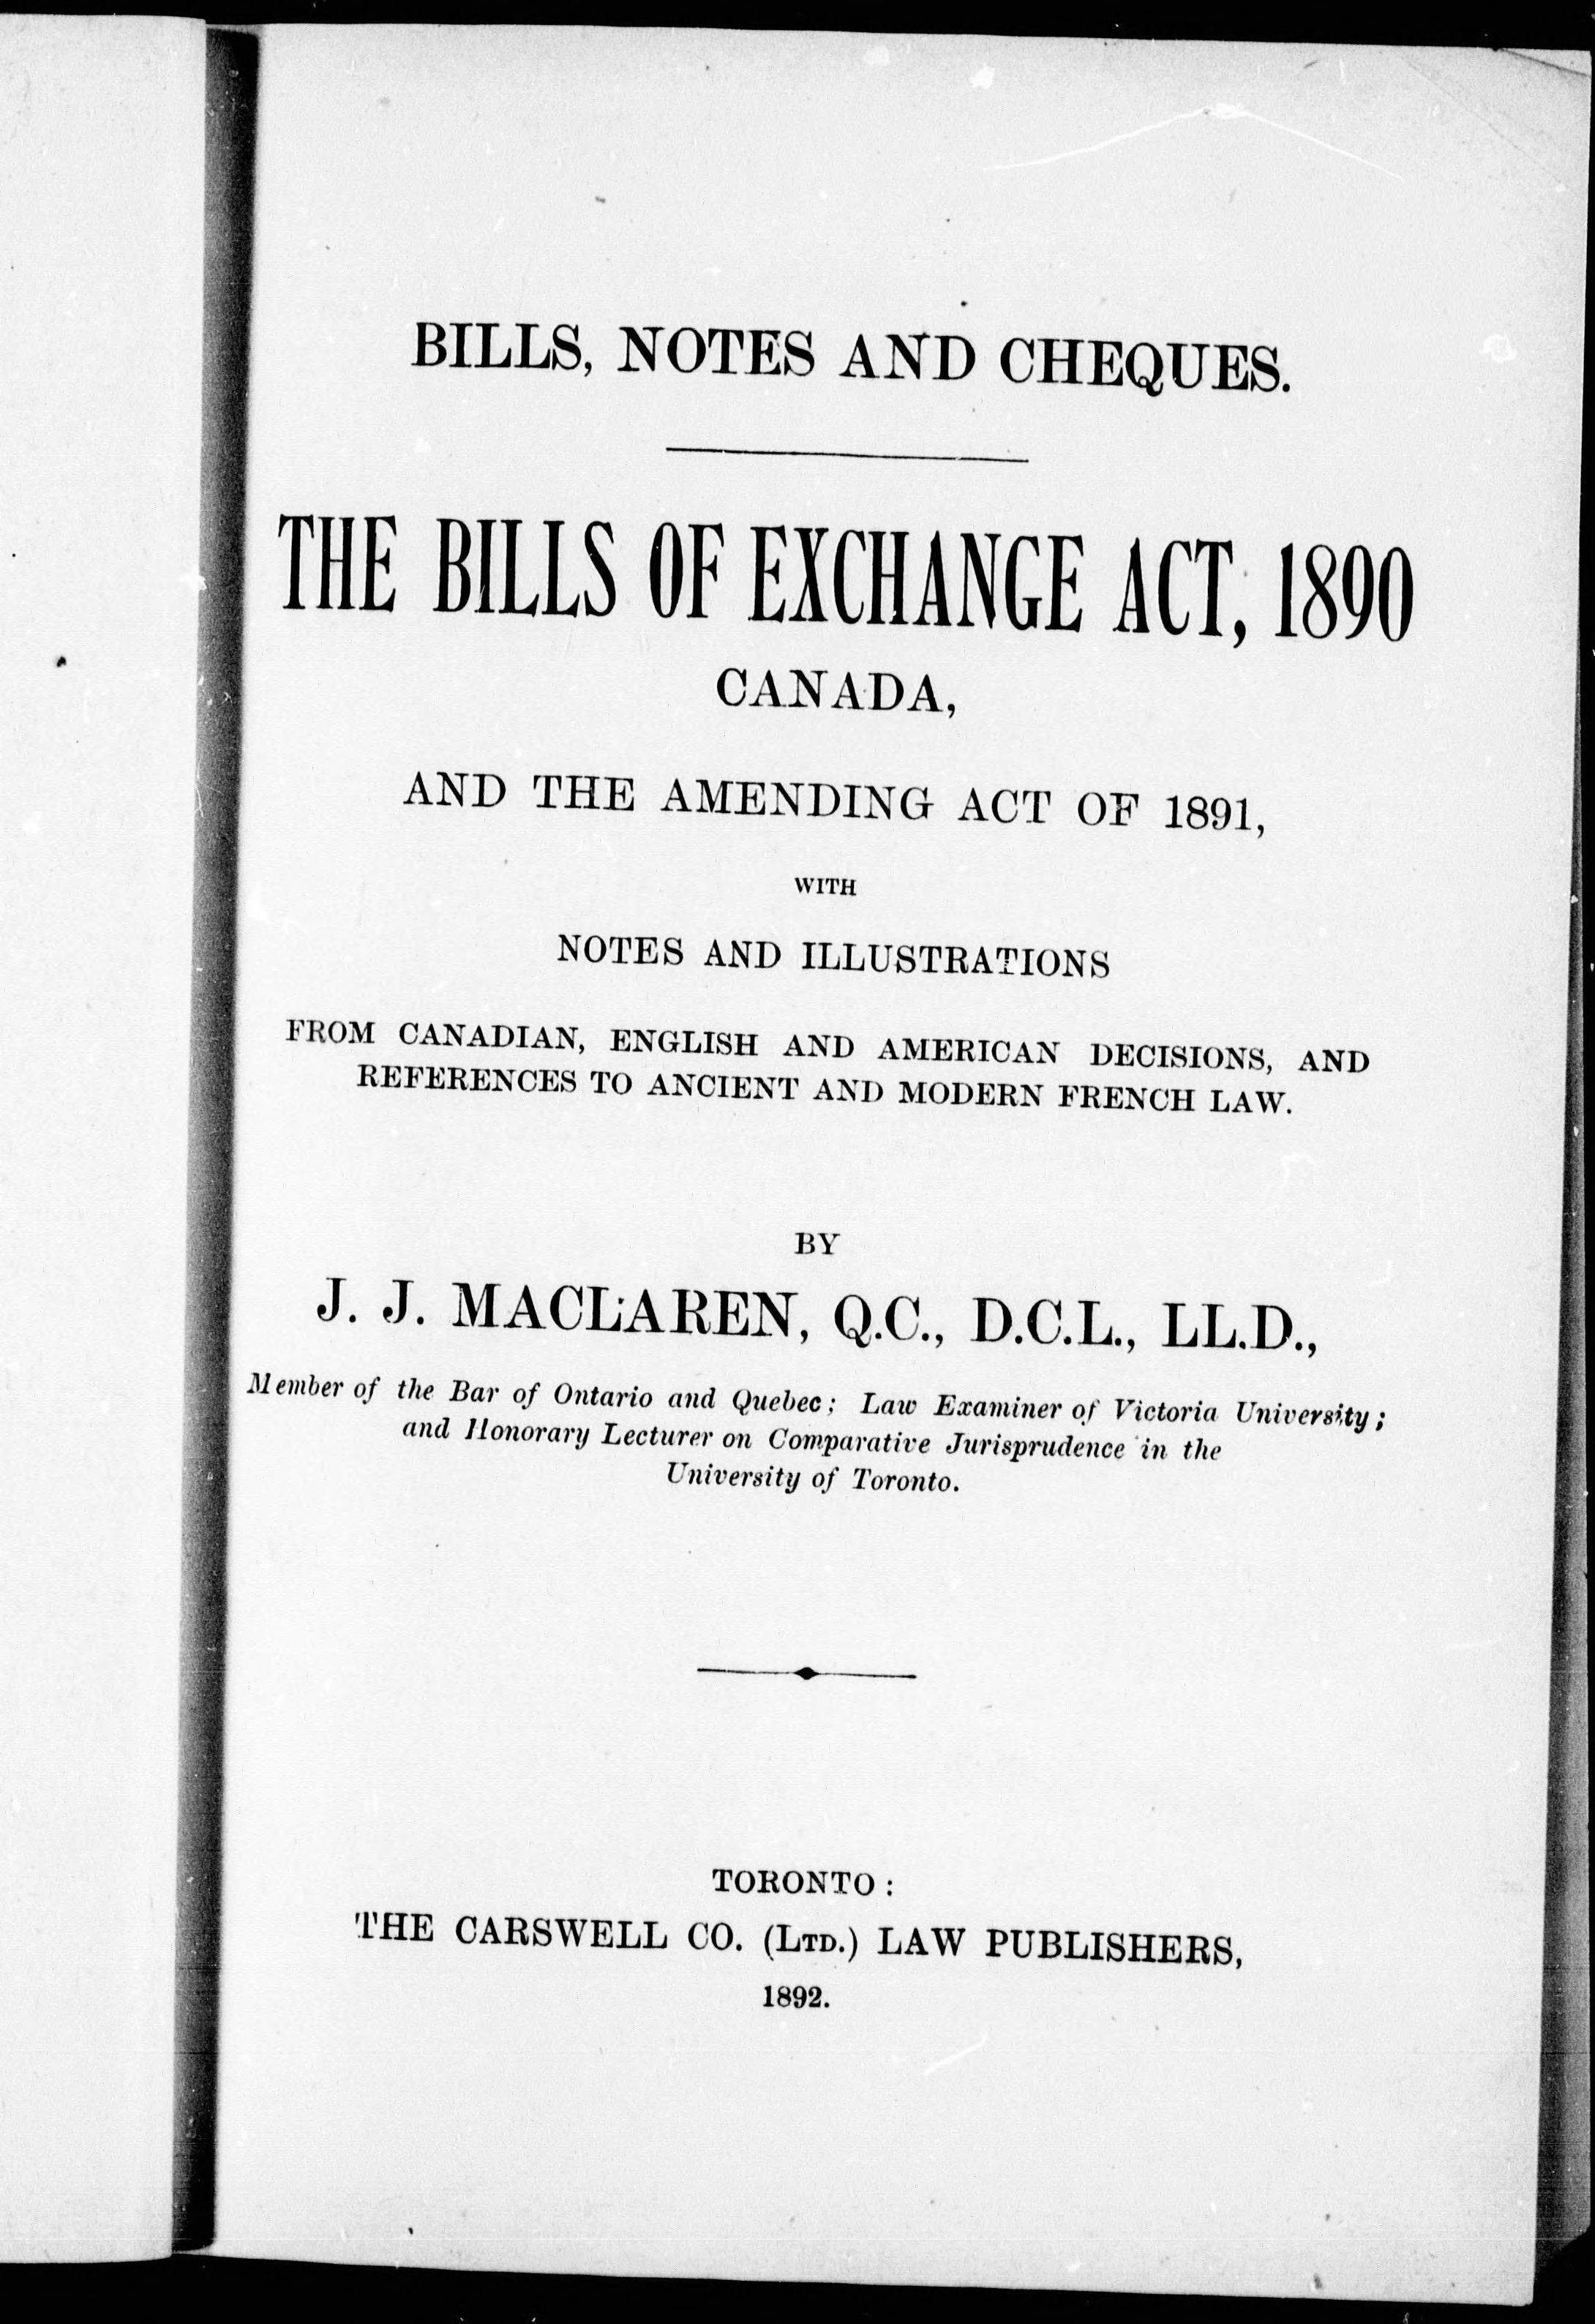 BILLS, NOTES AND CHEQUES.
THE BILLS OF EXCHANGE ACT, 1890
CANADA,
AND THE AMENDING ACT OF 1891,
WITH
NOTES AND ILLUSTRATIONS
FROM CANADIAN, ENGLISH AND AMERICAN DECISIONS, AND
REFERENCES TO ANCIENT AND MODERN FRENCH LAW.
BY
J. J. MACLAREN, Q.C., D.C.L., LL.D.,
Member of the Bar of Ontario and Quebec; Law Examiner of Victoria University;
and Honorary Lecturer on Comparative Jurisprudence in the
University of Toronto.
TORONTO:
THE CARSWELL CO. (LTD.) LAW PUBLISHERS,
1892.